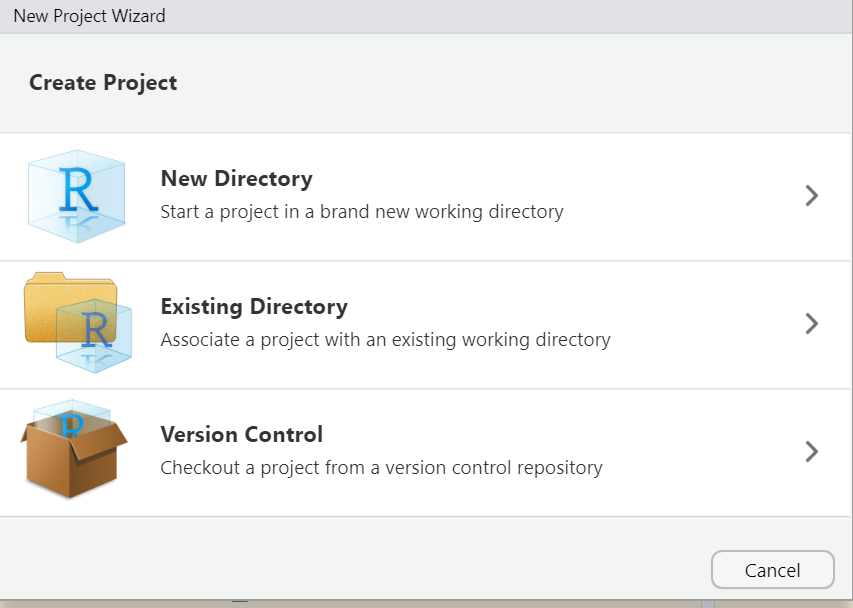 New Project Wizard
Create Project
R
New Directory
Start a project in a brand new working directory
R
Existing Directory
Associate a project with an existing working directory
R
Version Control
Checkout a project from a version control repository
Cancel